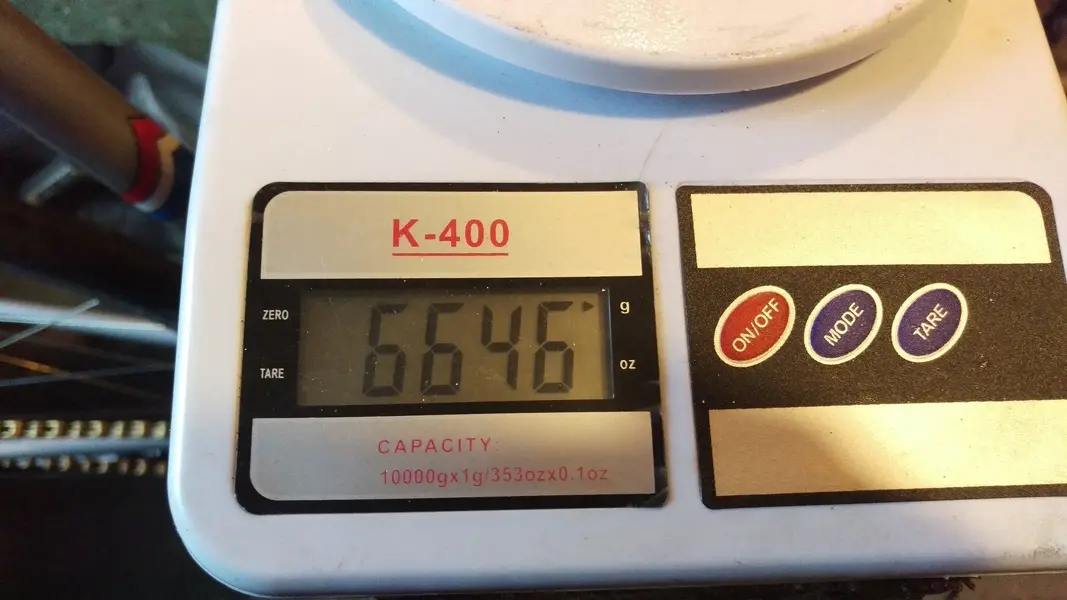 K-400
ZERO
TARE
6646
g
oz
CAPACITY:
10000gx1g/353ozx0.1oz
ON/OFF
MODE
TARE